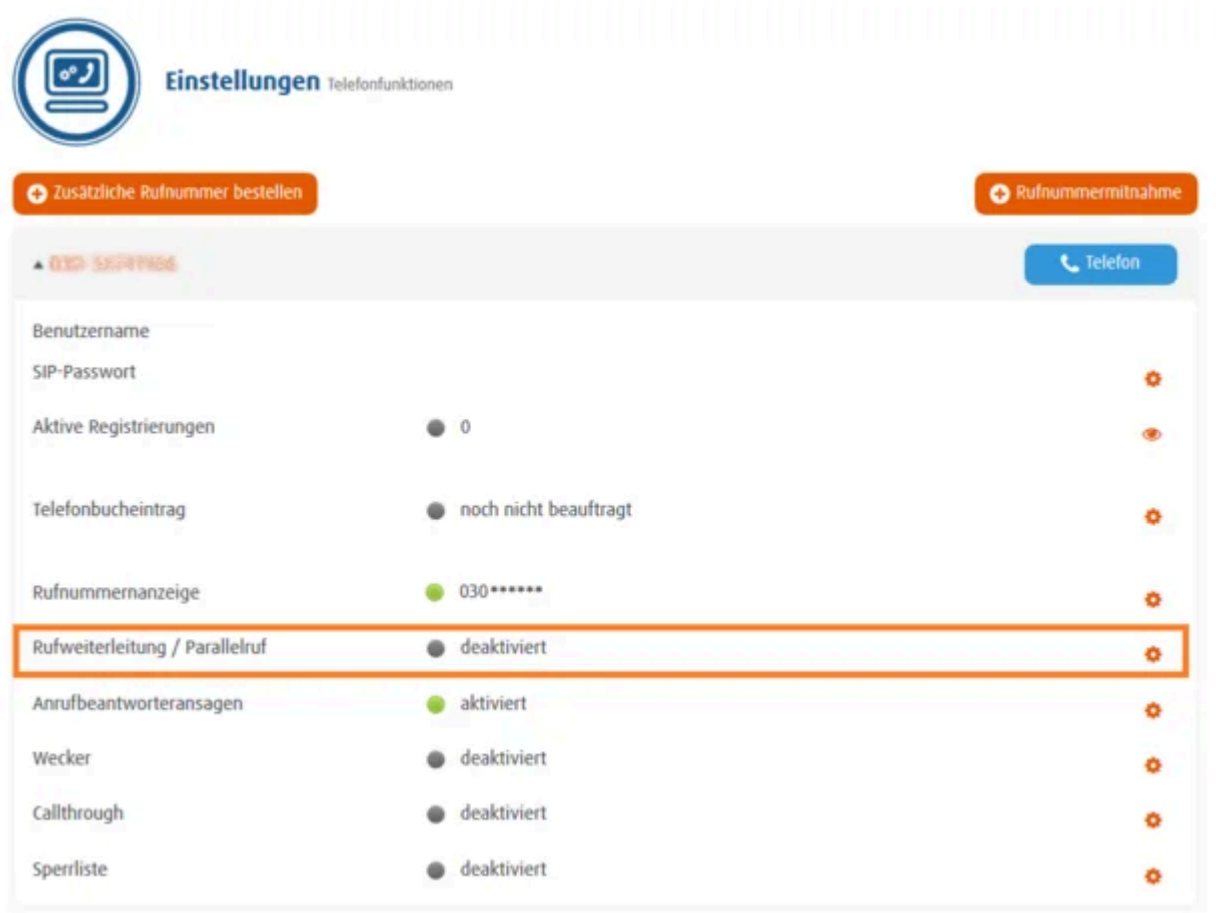 Einstellungen Telefonfunktionen
Zusätzliche Rufnummer bestellen
Rufnummermitnahme
Telefon
Benutzername
SIP-Passwort
Aktive Registrierungen 0
Telefonbucheintrag noch nicht beauftragt
Rufnummernanzeige 030******
Rufweiterleitung / Parallelruf deaktiviert
Anrufbeantworteransagen aktiviert
Wecker deaktiviert
Callthrough deaktiviert
Sperrliste deaktiviert